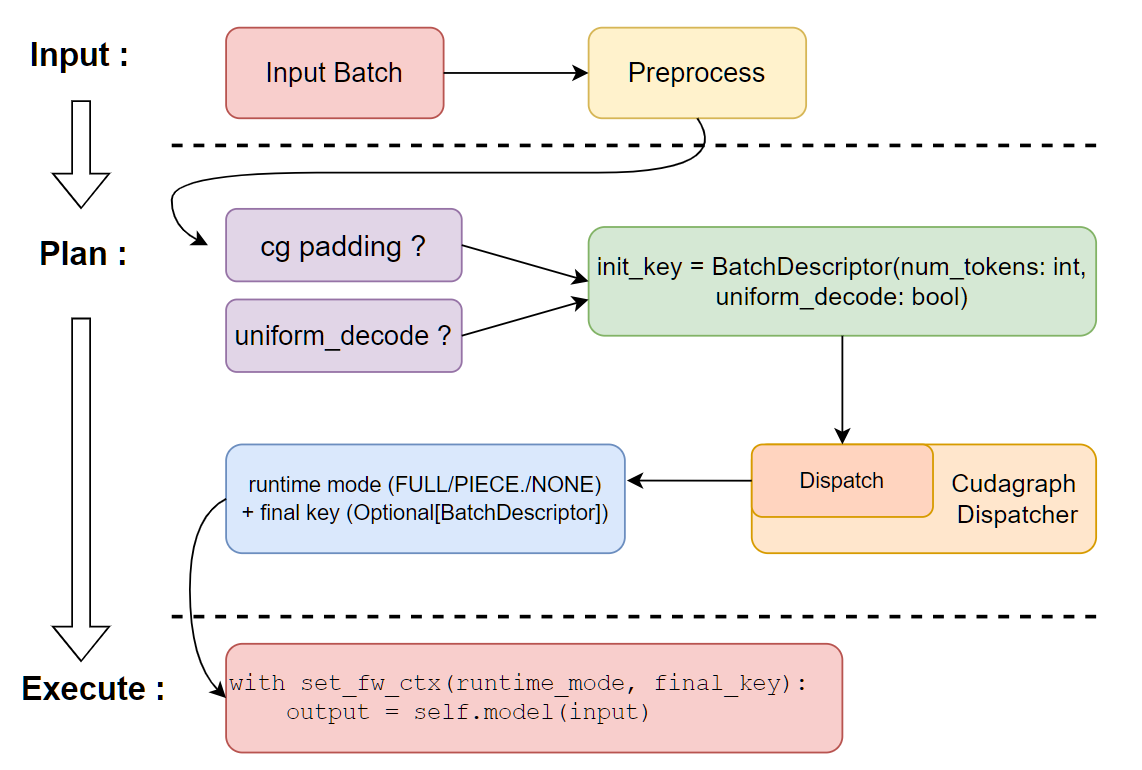 Input :
Input Batch
Preprocess
Plan :
cg padding ?
uniform_decode ?
init_key = BatchDescriptor(num_tokens: int,
uniform_decode: bool)
Dispatch
Cudagraph
Dispatcher
runtime mode (FULL/PIECE./NONE)
+ final key (Optional[BatchDescriptor])
Execute :
with set_fw_ctx(runtime_mode, final_key):
    output = self.model(input)